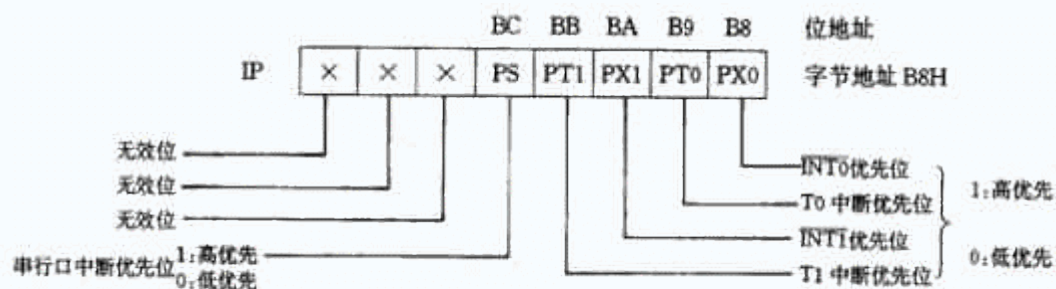 BC BB BA B9 B8 位地址
IP × × × PS PT1 PX1 PT0 PX0 字节地址 B8H
无效位
无效位
无效位
串行口中断优先位 1:高优先
0:低优先
INT0优先位
T0 中断优先位
INT1优先位
T1 中断优先位
1:高优先
0:低优先